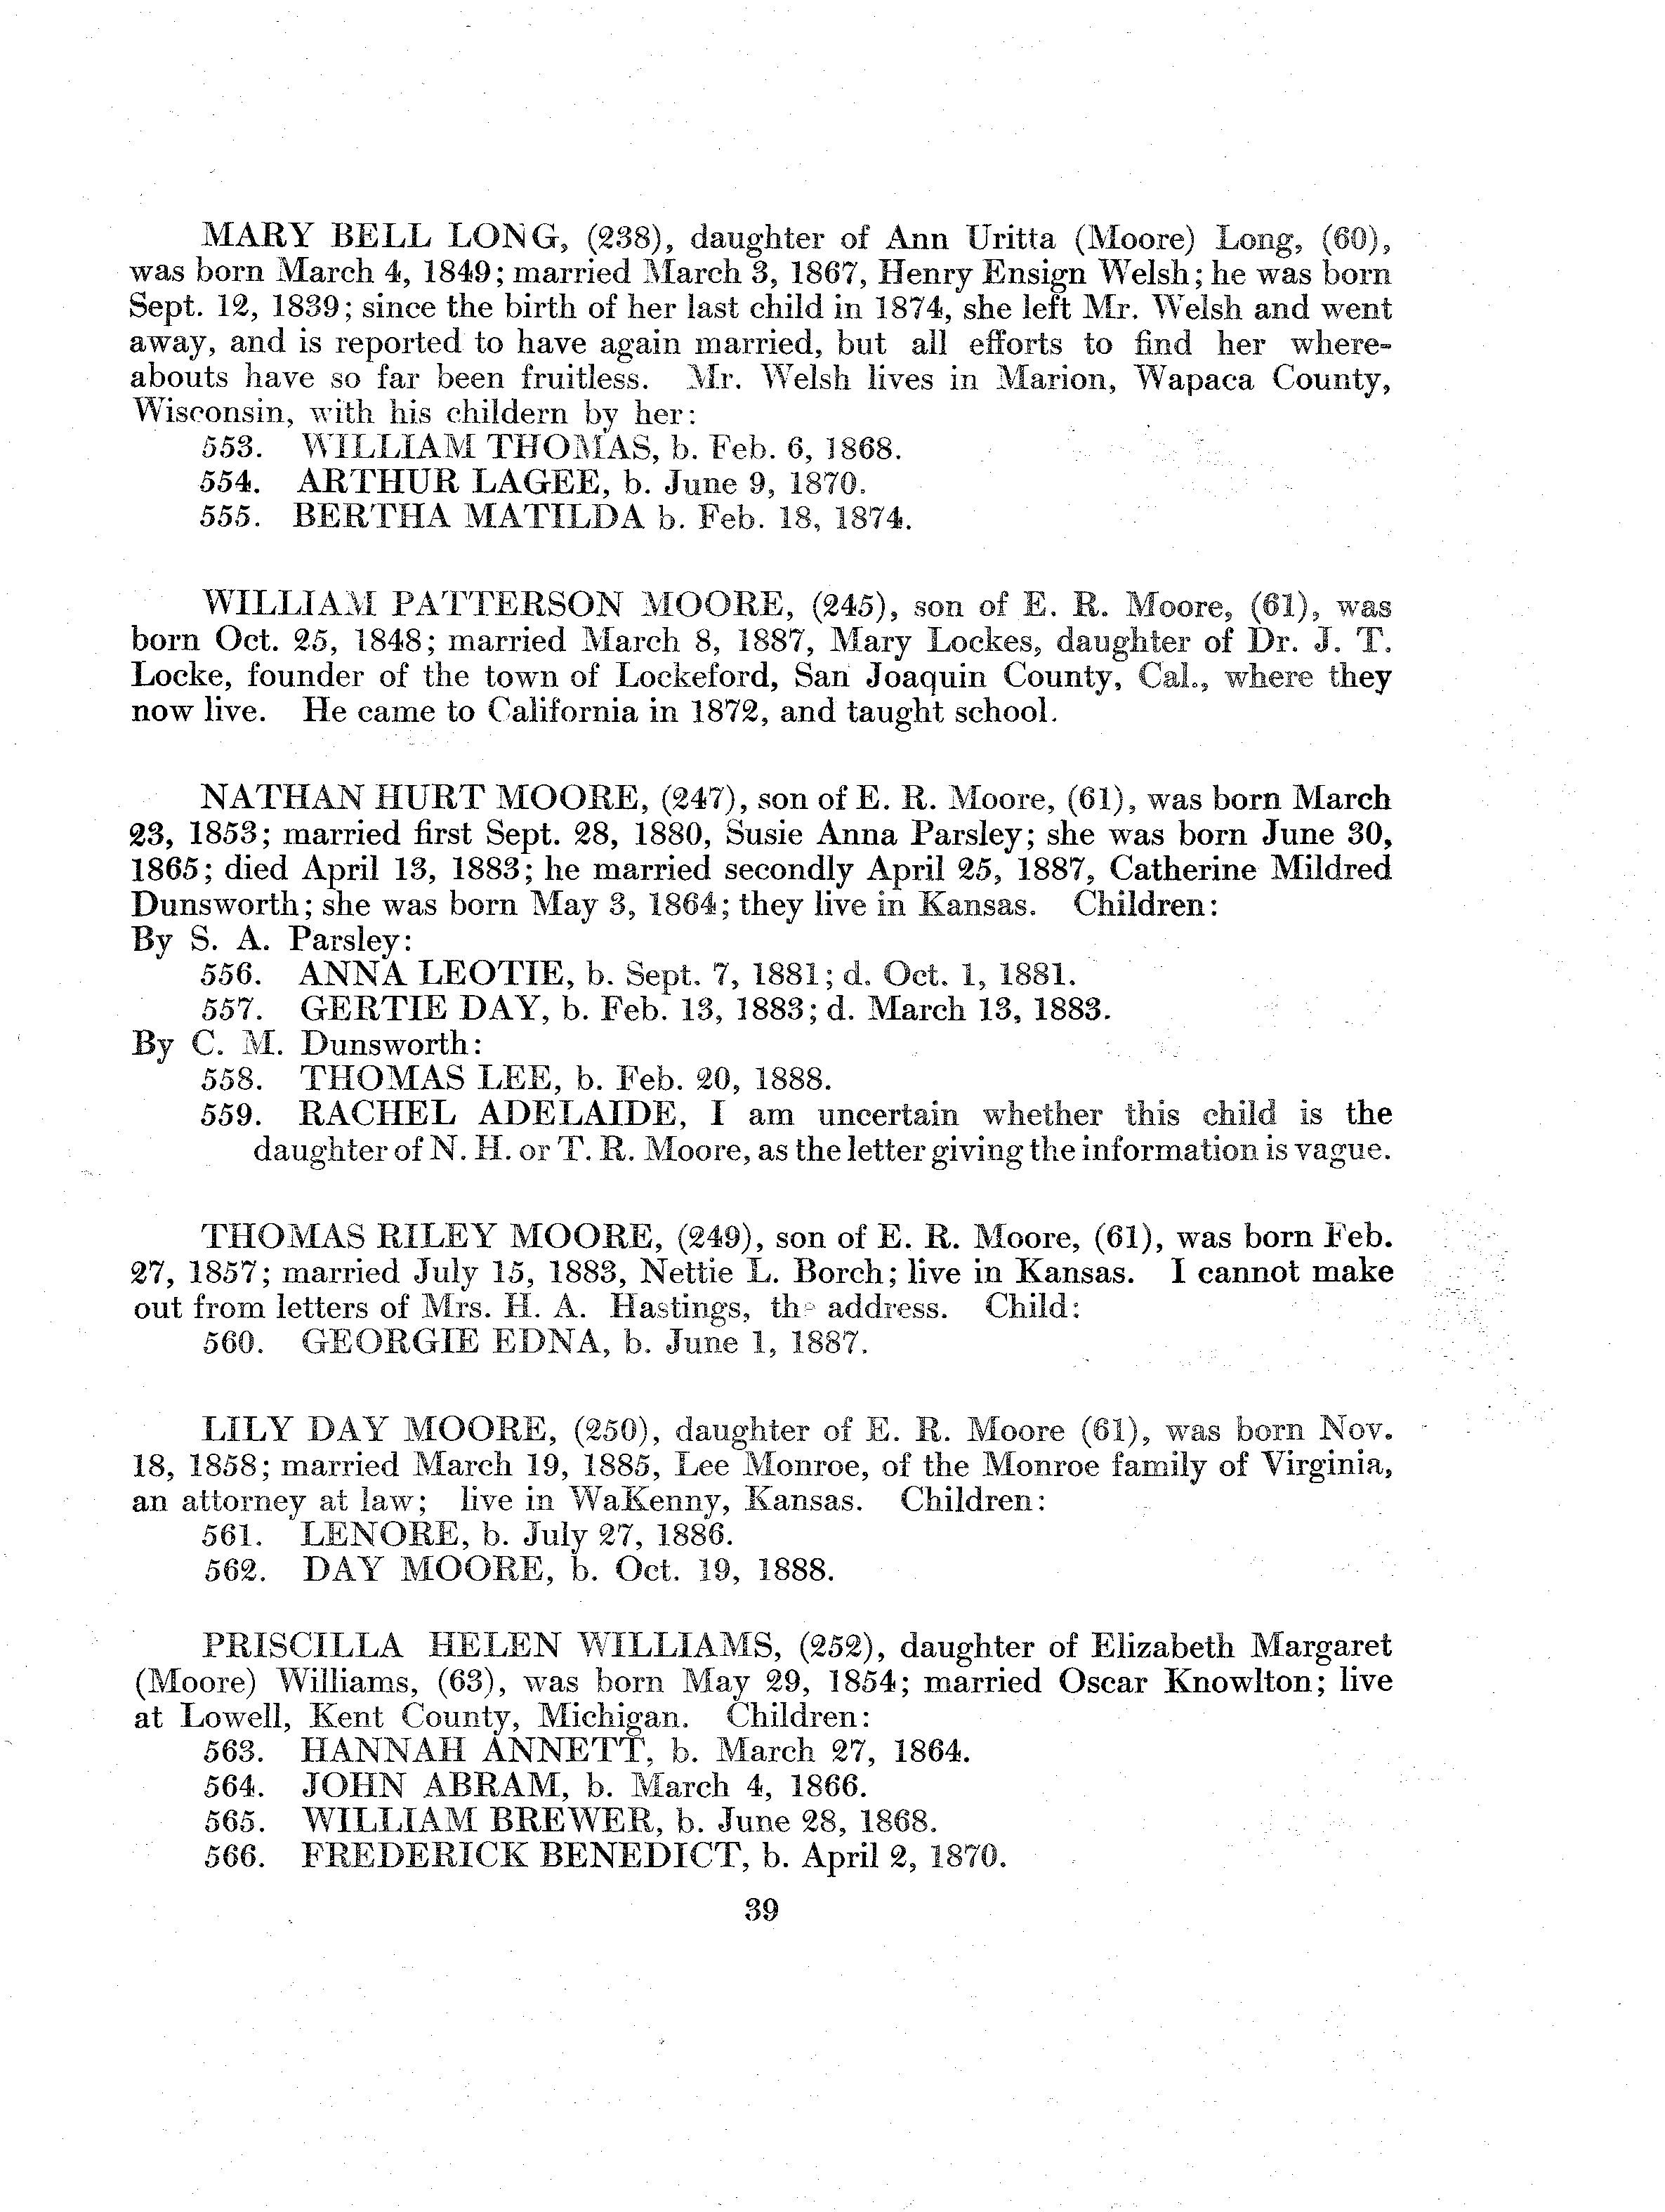 MARY BELL LONG, (238), daughter of Ann Uritta (Moore) Long, (60),
was born March 4, 1849; married March 3, 1867, Henry Ensign Welsh; he was born
Sept. 12, 1839; since the birth of her last child in 1874, she left Mr. Welsh and went
away, and is reported to have again married, but all efforts to find her where-
abouts have so far been fruitless. Mr. Welsh lives in Marion, Wapaca County,
Wisconsin, with his childern by her:
553. WILLIAM THOMAS, b. Feb. 6, 1868.
554. ARTHUR LAGEE, b. June 9, 1870.
555. BERTHA MATILDA b. Feb. 18, 1874.
WILLIAM PATTERSON MOORE, (245), son of E. R. Moore, (61), was
born Oct. 25, 1848; married March 8, 1887, Mary Lockes, daughter of Dr. J. T.
Locke, founder of the town of Lockeford, San Joaquin County, Cal., where they
now live. He came to California in 1872, and taught school.
NATHAN HURT MOORE, (247), son of E. R. Moore, (61), was born March
23, 1853; married first Sept. 28, 1880, Susie Anna Parsley; she was born June 30,
1865; died April 13, 1883; he married secondly April 25, 1887, Catherine Mildred
Dunsworth; she was born May 3, 1864; they live in Kansas. Children:
By S. A. Parsley:
556. ANNA LEOTIE, b. Sept. 7, 1881; d. Oct. 1, 1881.
557. GERTIE DAY, b. Feb. 13, 1883; d. March 13, 1883.
By C. M. Dunsworth:
558. THOMAS LEE, b. Feb. 20, 1888.
559. RACHEL ADELAIDE, I am uncertain whether this child is the
daughter of N. H. or T. R. Moore, as the letter giving the information is vague.
THOMAS RILEY MOORE, (249), son of E. R. Moore, (61), was born Feb.
27, 1857; married July 15, 1883, Nettie L. Borch; live in Kansas. I cannot make
out from letters of Mrs. H. A. Hastings, the address. Child:
560. GEORGIE EDNA, b. June 1, 1887.
LILY DAY MOORE, (250), daughter of E. R. Moore (61), was born Nov.
18, 1858; married March 19, 1885, Lee Monroe, of the Monroe family of Virginia,
an attorney at law; live in WaKenny, Kansas. Children:
561. LENORE, b. July 27, 1886.
562. DAY MOORE, b. Oct. 19, 1888.
PRISCILLA HELEN WILLIAMS, (252), daughter of Elizabeth Margaret
(Moore) Williams, (63), was born May 29, 1854; married Oscar Knowlton; live
at Lowell, Kent County, Michigan. Children:
563. HANNAH ANNETT, b. March 27, 1864.
564. JOHN ABRAM, b. March 4, 1866.
565. WILLIAM BREWER, b. June 28, 1868.
566. FREDERICK BENEDICT, b. April 2, 1870.
39